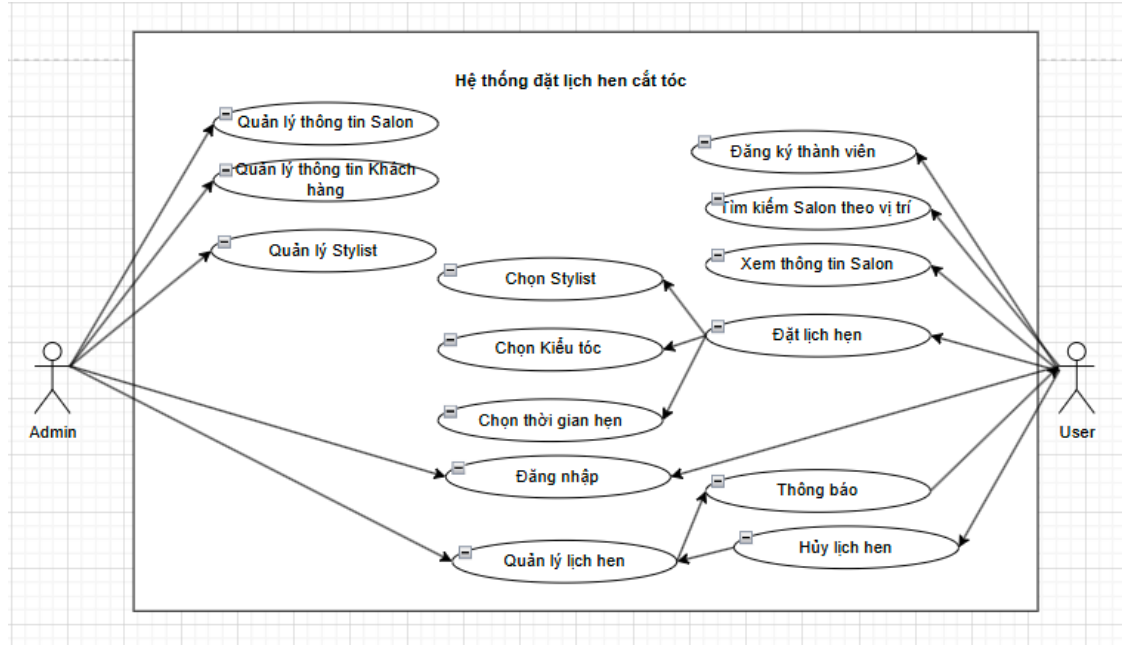 Hệ thống đặt lịch hen cắt tóc
Quản lý thông tin Salon
Quản lý thông tin Khách
hàng
Quản lý Stylist
Đăng ký thành viên
Tìm kiếm Salon theo vị trí
Xem thông tin Salon
Chọn Stylist
Đặt lịch hẹn
Chọn Kiểu tóc
Chọn thời gian hẹn
Admin
User
Đăng nhập
Thông báo
Quản lý lịch hen
Hủy lịch hen